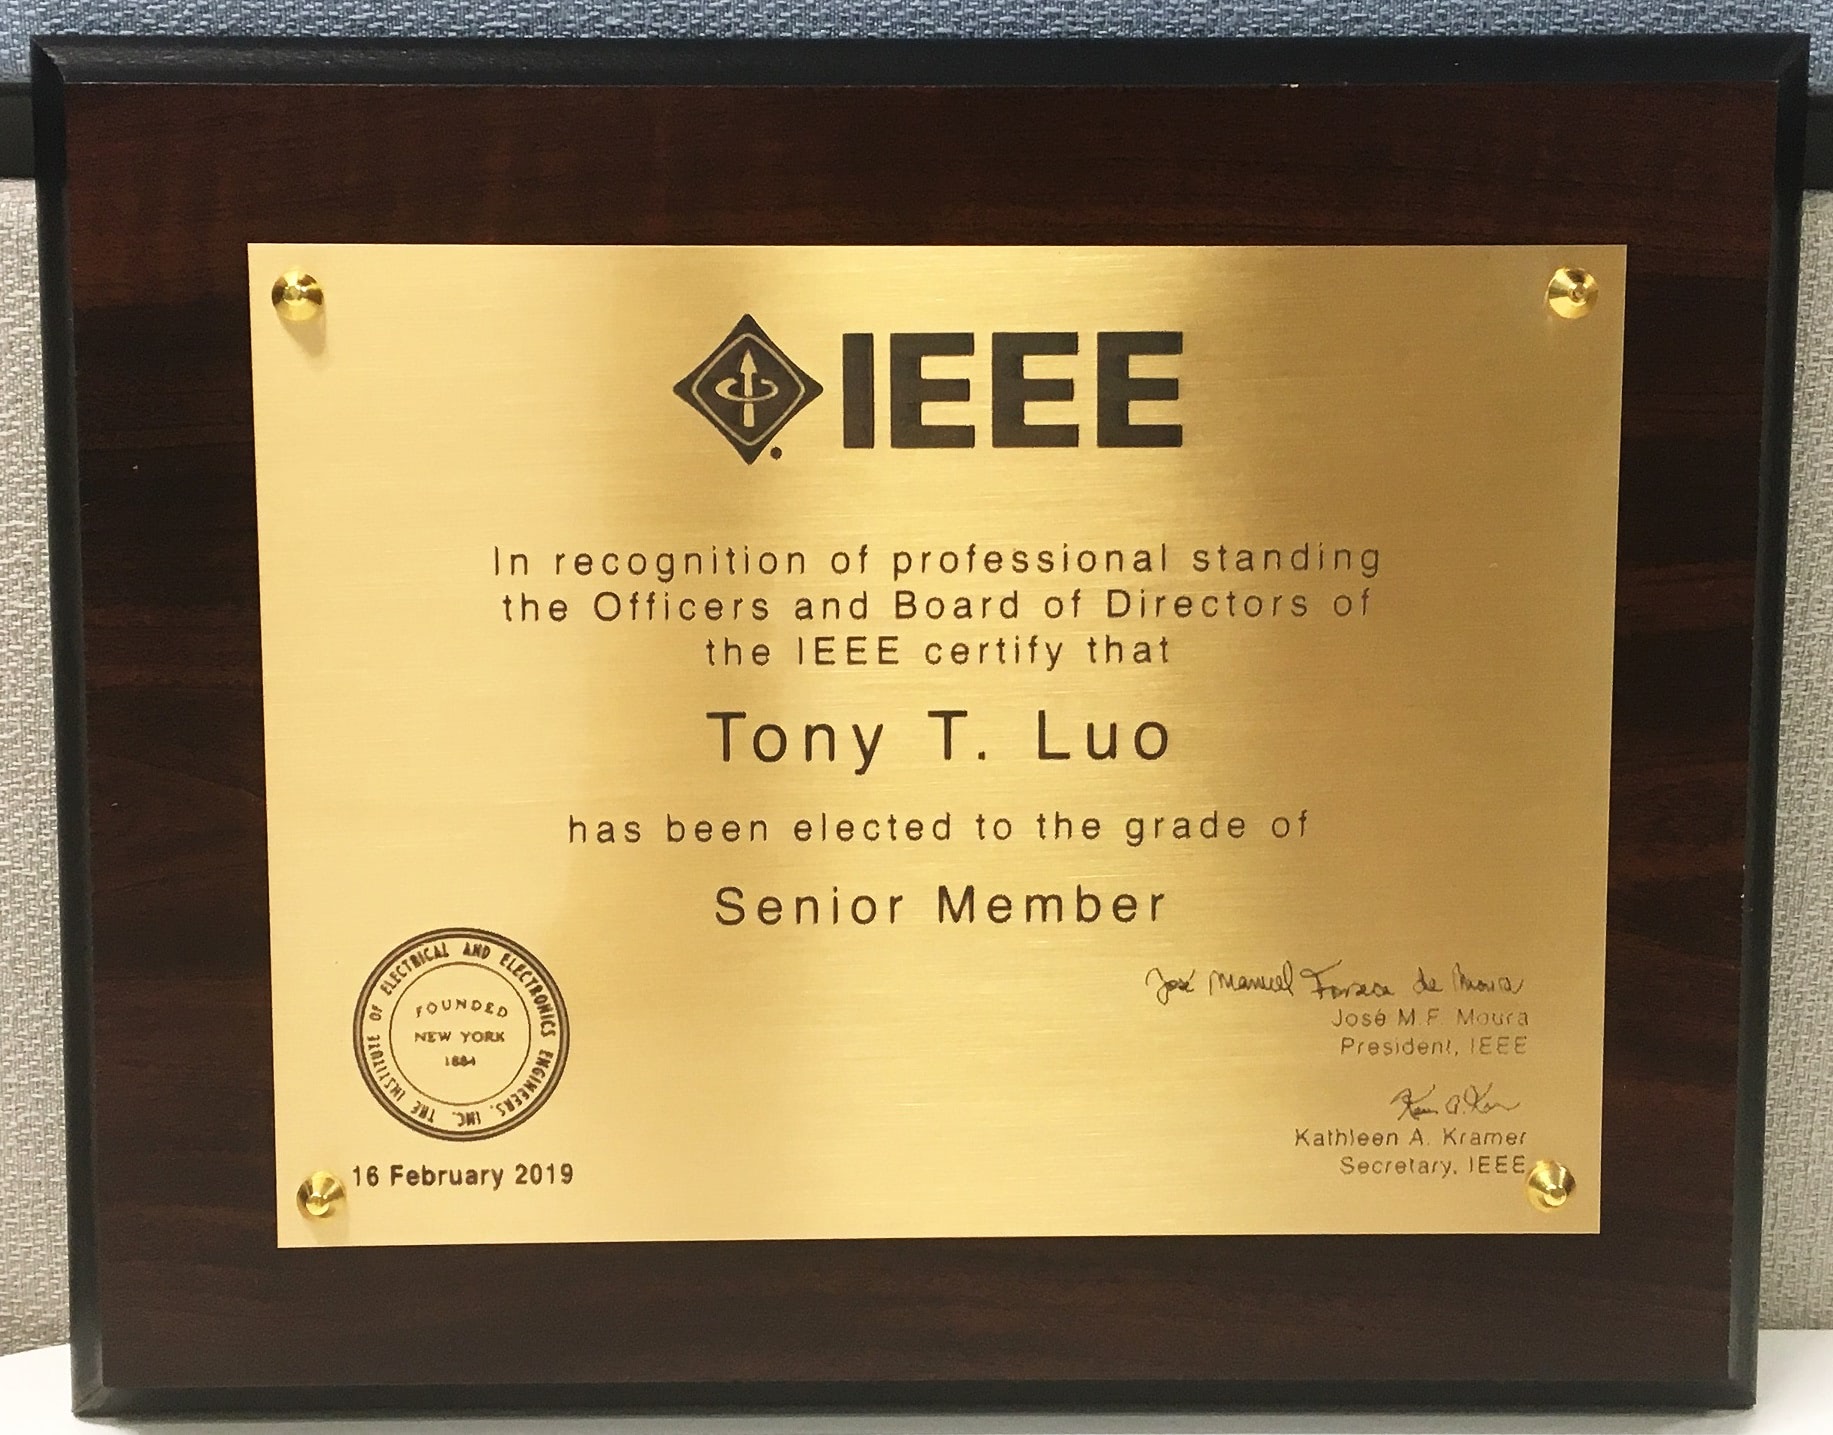 IEEE
In recognition of professional standing
the Officers and Board of Directors of
the IEEE certify that
Tony T. Luo
has been elected to the grade of
Senior Member
THE INSTITUTE OF ELECTRICAL AND ELECTRONICS ENGINEERS, INC.
FOUNDED
NEW YORK
1884
16 February 2019
José Manuel Fonseca de Moura
José M.F. Moura
President, IEEE
Kathleen A. Kramer
Secretary, IEEE